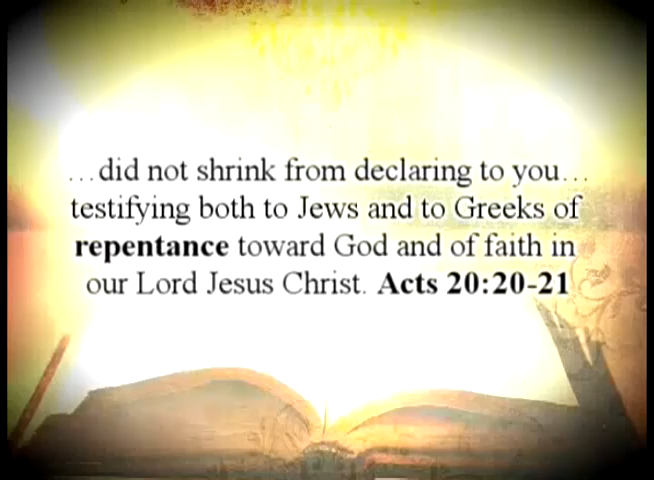 ...did not shrink from declaring to you...
testifying both to Jews and to Greeks of
repentance toward God and of faith in
our Lord Jesus Christ. Acts 20:20-21